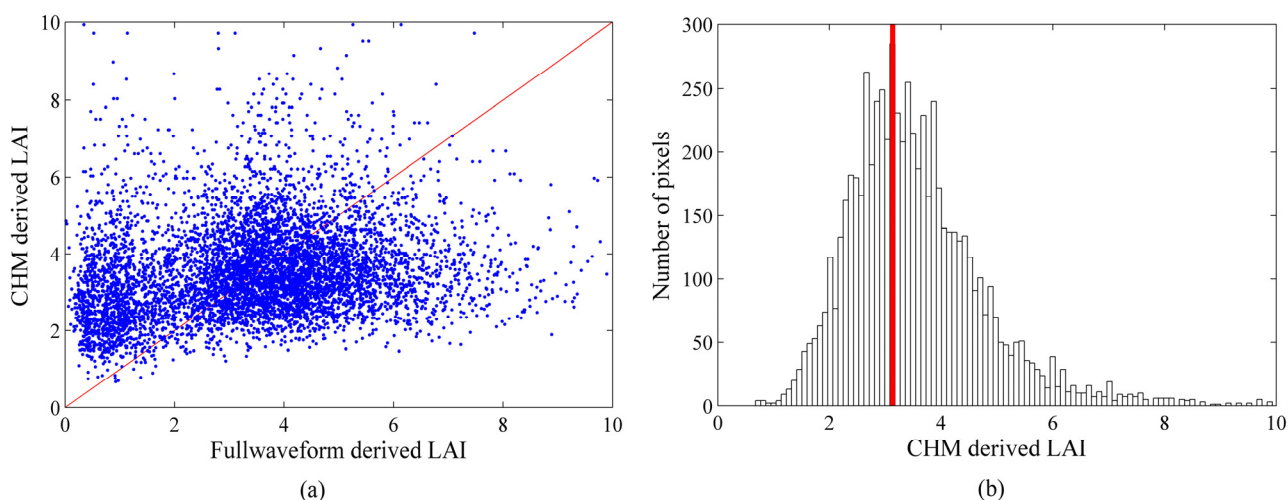 10
8
6
4
2
0
CHM derived LAI
0 2 4 6 8 10
Fullwaveform derived LAI
(a)
300
250
200
150
100
50
0
Number of pixels
0 2 4 6 8 10
CHM derived LAI
(b)